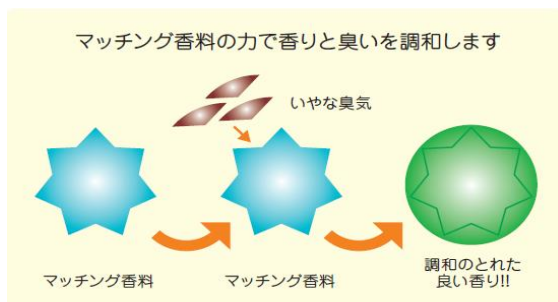 マッチング香料の力で香りと臭いを調和します
いやな臭気
マッチング香料
マッチング香料
調和のとれた
良い香り!!